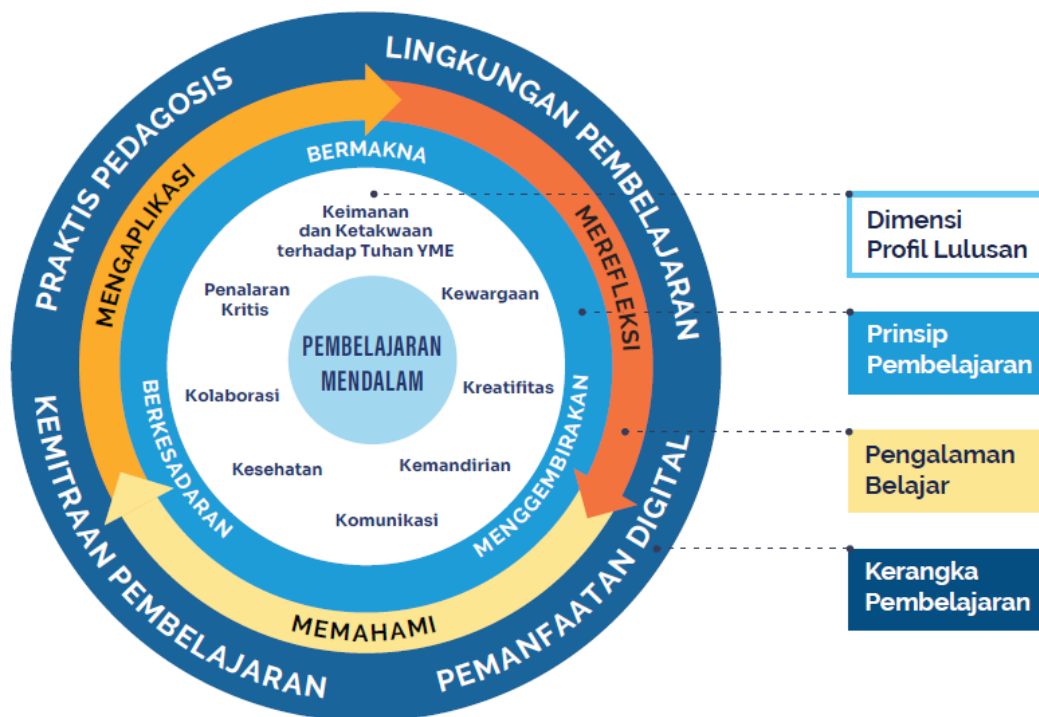 PRAKTIS PEDAGOGIS
LINGKUNGAN PEMBELAJARAN
PEMANFAATAN DIGITAL
KEMITRAAN PEMBELAJARAN
MENGAPLIKASI
MEREFLEKSI
MEMAHAMI
BERMAKNA
MENGGEMBIRAKAN
BERKESADARAN
Keimanan
dan Ketakwaan
terhadap Tuhan YME
Kewargaan
Kreatifitas
Kemandirian
Komunikasi
Kesehatan
Kolaborasi
Penalaran
Kritis
PEMBELAJARAN
MENDALAM
Dimensi
Profil Lulusan
Prinsip
Pembelajaran
Pengalaman
Belajar
Kerangka
Pembelajaran